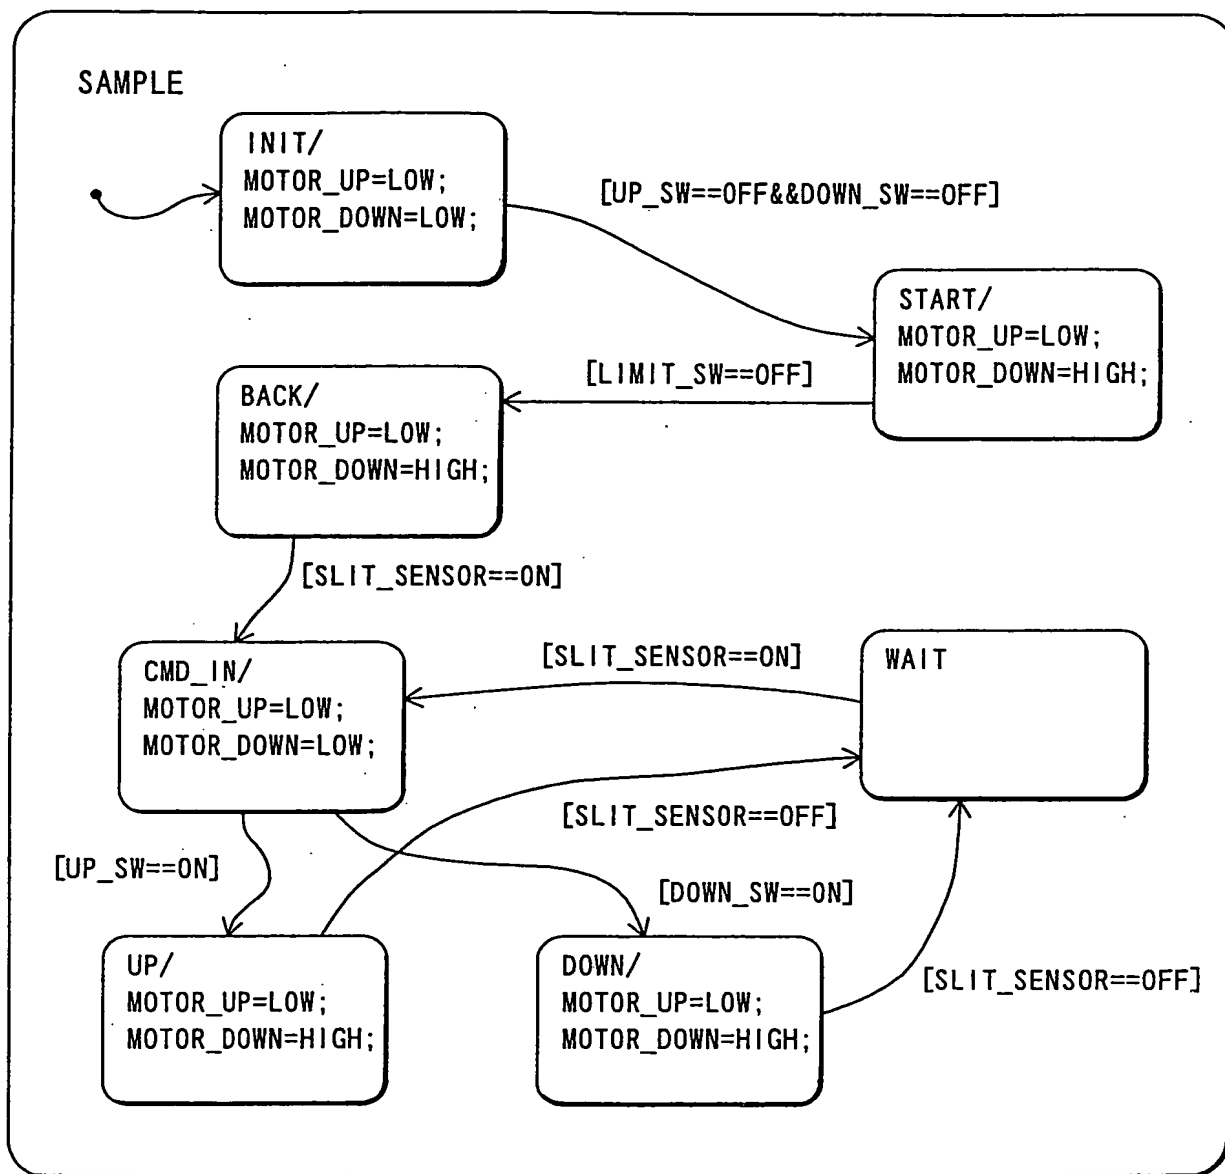 SAMPLE
INIT/
MOTOR_UP=LOW;
MOTOR_DOWN=LOW;
[UP_SW==OFF&&DOWN_SW==OFF]
START/
MOTOR_UP=LOW;
MOTOR_DOWN=HIGH;
[LIMIT_SW==OFF]
BACK/
MOTOR_UP=LOW;
MOTOR_DOWN=HIGH;
[SLIT_SENSOR==ON]
CMD_IN/
MOTOR_UP=LOW;
MOTOR_DOWN=LOW;
[SLIT_SENSOR==ON]
WAIT
[SLIT_SENSOR==OFF]
[UP_SW==ON]
[DOWN_SW==ON]
UP/
MOTOR_UP=LOW;
MOTOR_DOWN=HIGH;
DOWN/
MOTOR_UP=LOW;
MOTOR_DOWN=HIGH;
[SLIT_SENSOR==OFF]